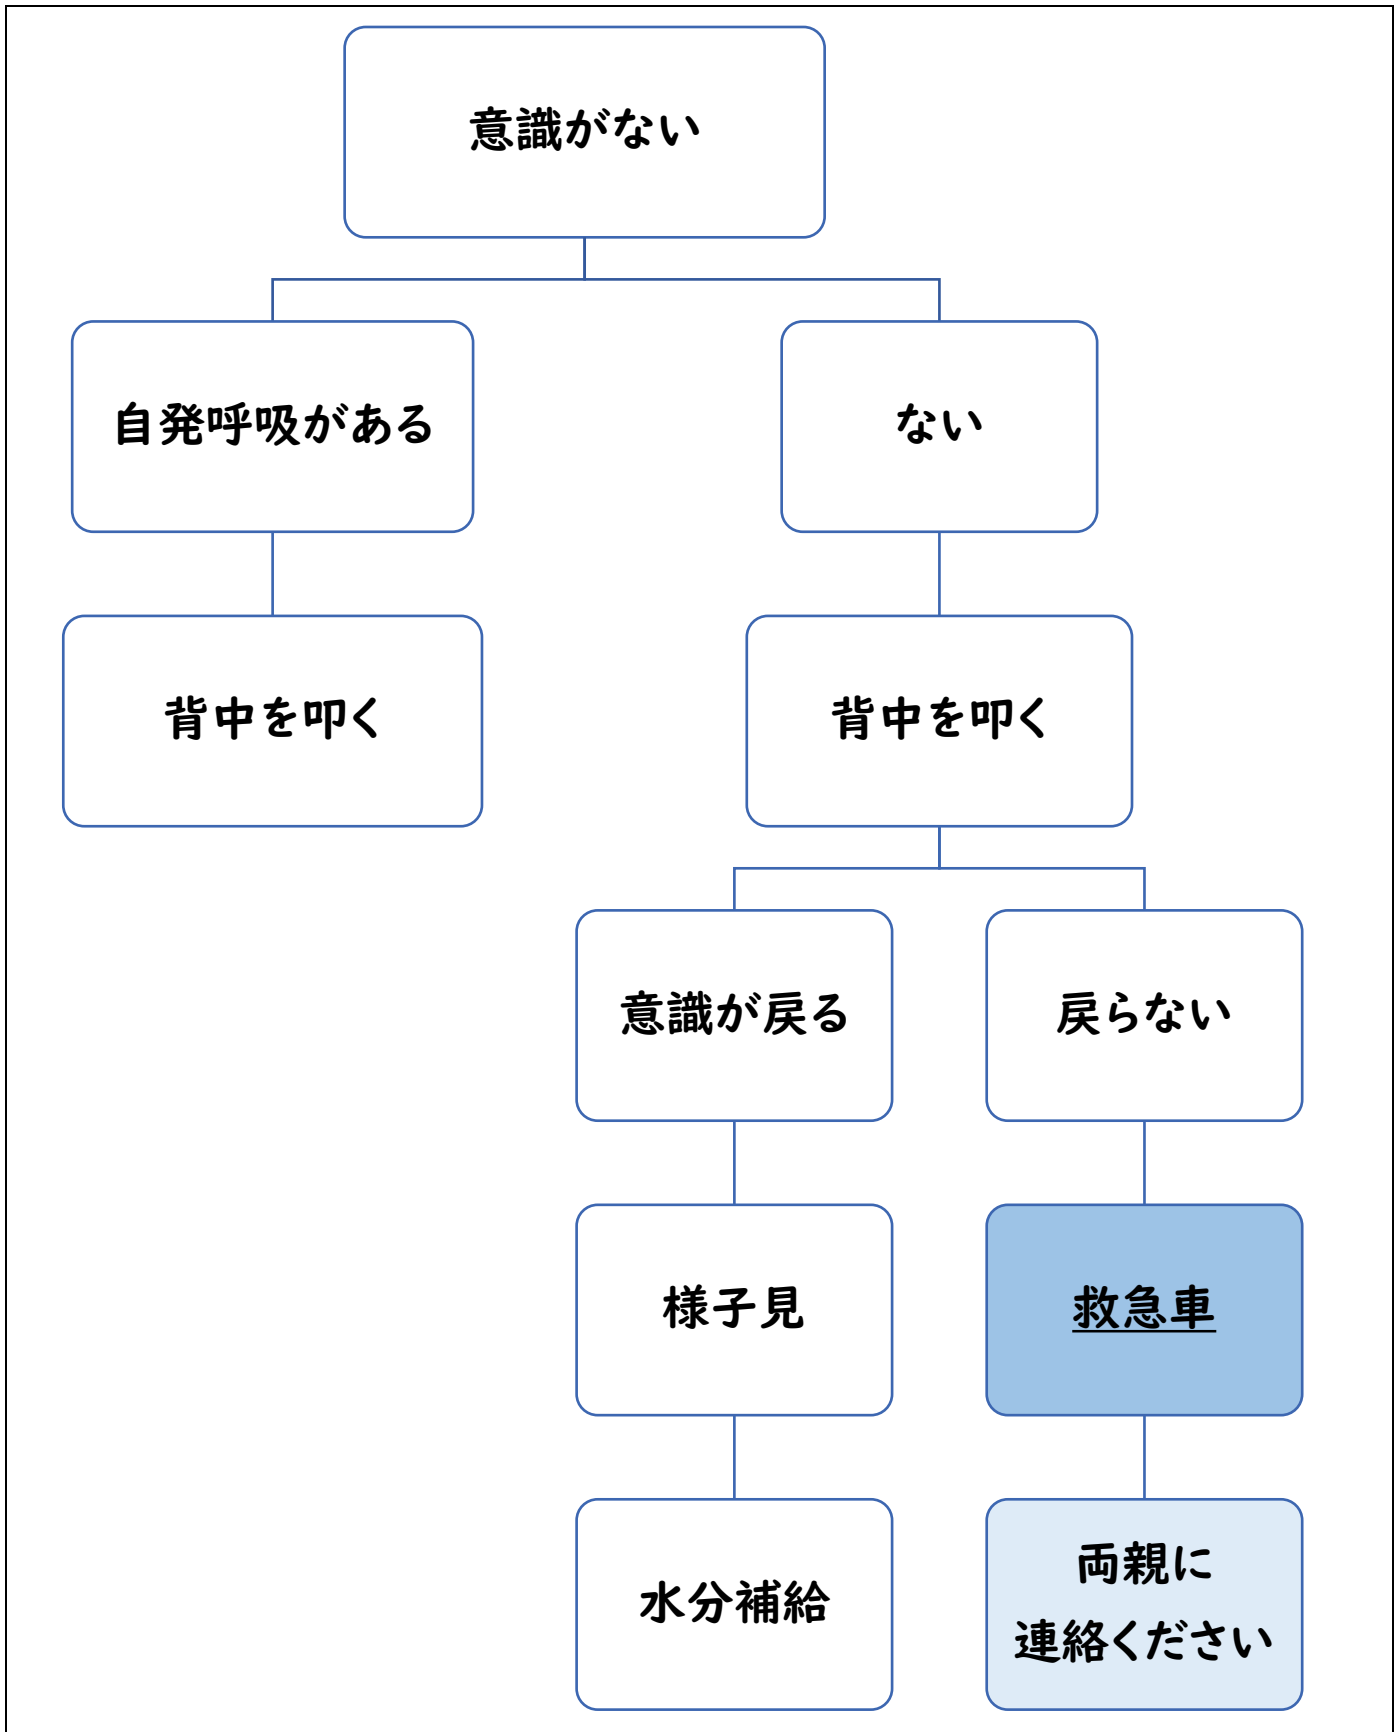 意識がない
自発呼吸がある
ない
背中を叩く
背中を叩く
意識が戻る
戻らない
様子見
救急車
水分補給
両親に
連絡ください